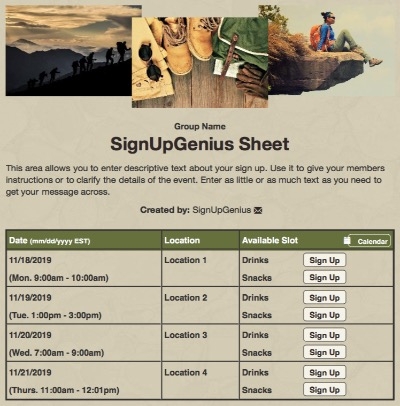 Group Name
SignUpGenius Sheet
This area allows you to enter descriptive text about your sign up. Use it to give your members
instructions or to clarify the details of the event. Enter as little or as much text as you need to
get your message across.
Created by: SignUpGenius
Date (mm/dd/yyyy EST) Location Available Slot Calendar
11/18/2019 Location 1 Drinks Sign Up
(Mon. 9:00am - 10:00am) Snacks Sign Up
11/19/2019 Location 2 Drinks Sign Up
(Tue. 1:00pm - 3:00pm) Snacks Sign Up
11/20/2019 Location 3 Drinks Sign Up
(Wed. 7:00am - 9:00am) Snacks Sign Up
11/21/2019 Location 4 Drinks Sign Up
(Thurs. 11:00am - 12:01pm) Snacks Sign Up